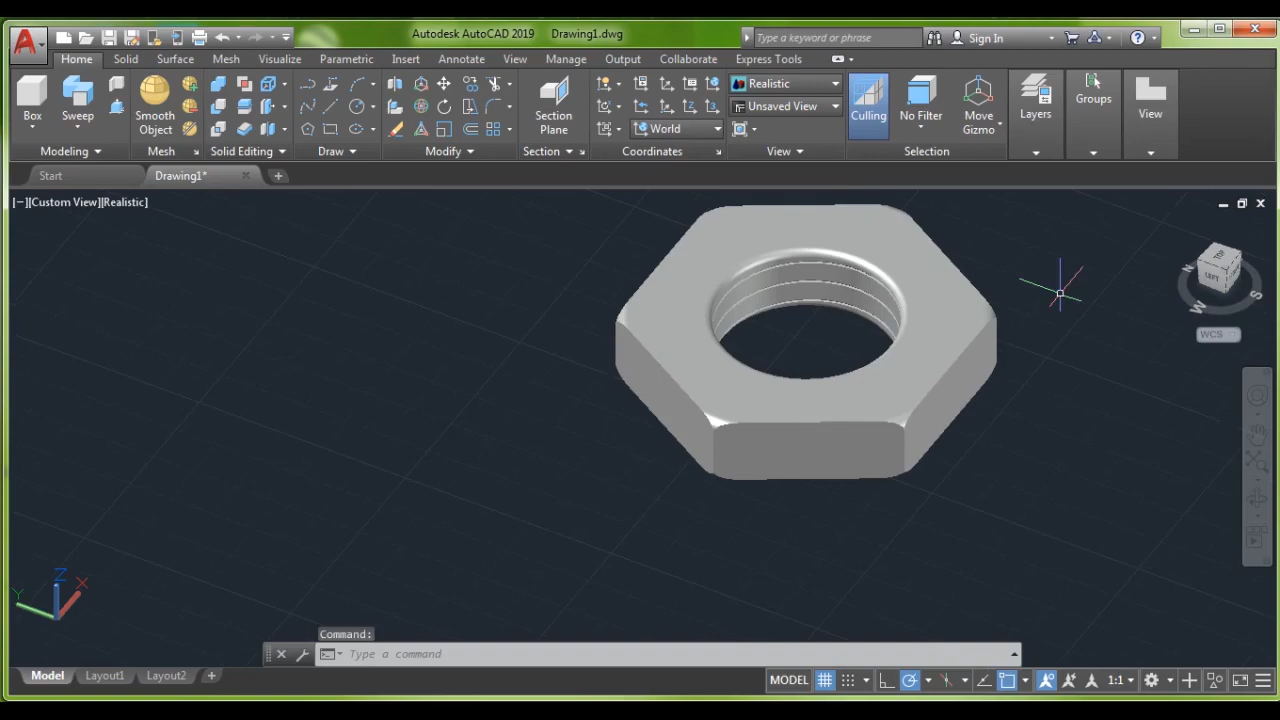 Autodesk AutoCAD 2019 Drawing1.dwg
Type a keyword or phrase
Sign In
Home Solid Surface Mesh Visualize Parametric Insert Annotate View Manage Output Collaborate Express Tools
Box
Sweep
Smooth Object
Section Plane
Realistic
Unsaved View
World
Culling
No Filter
Move Gizmo
Layers
Groups
View
Modeling Mesh Solid Editing Draw Modify Section Coordinates View Selection
Start Drawing1*
[−][Custom View][Realistic]
TOP
LEFT
N
S
W
WCS
Z
X
Y
Command:
Type a command
Model Layout1 Layout2
MODEL 1:1